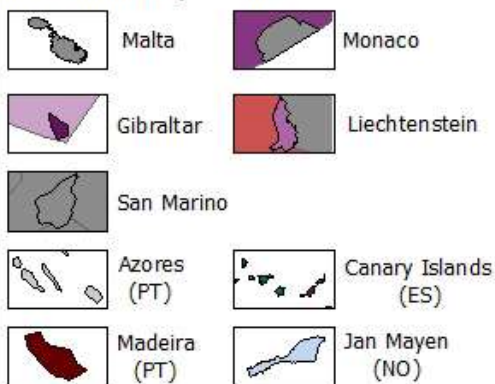 Malta
Monaco
Gibraltar
Liechtenstein
San Marino
Azores
(PT)
Canary Islands
(ES)
Madeira
(PT)
Jan Mayen
(NO)